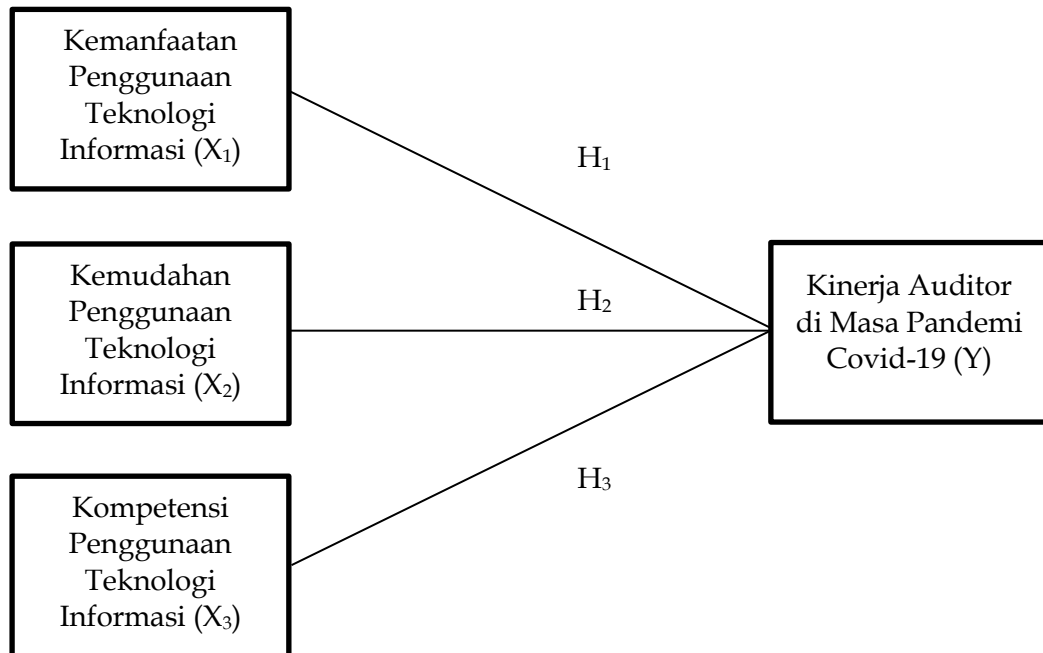 Kemanfaatan
Penggunaan
Teknologi
Informasi (X₁)
H₁
Kemudahan
Penggunaan
Teknologi
Informasi (X₂)
H₂
Kinerja Auditor
di Masa Pandemi
Covid-19 (Y)
Kompetensi
Penggunaan
Teknologi
Informasi (X₃)
H₃